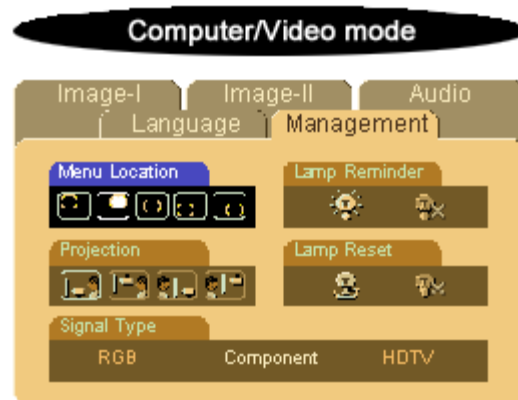 Computer/Video mode
Image-I Image-II Audio
Language Management
Menu Location Lamp Reminder
Projection Lamp Reset
Signal Type
RGB Component HDTV